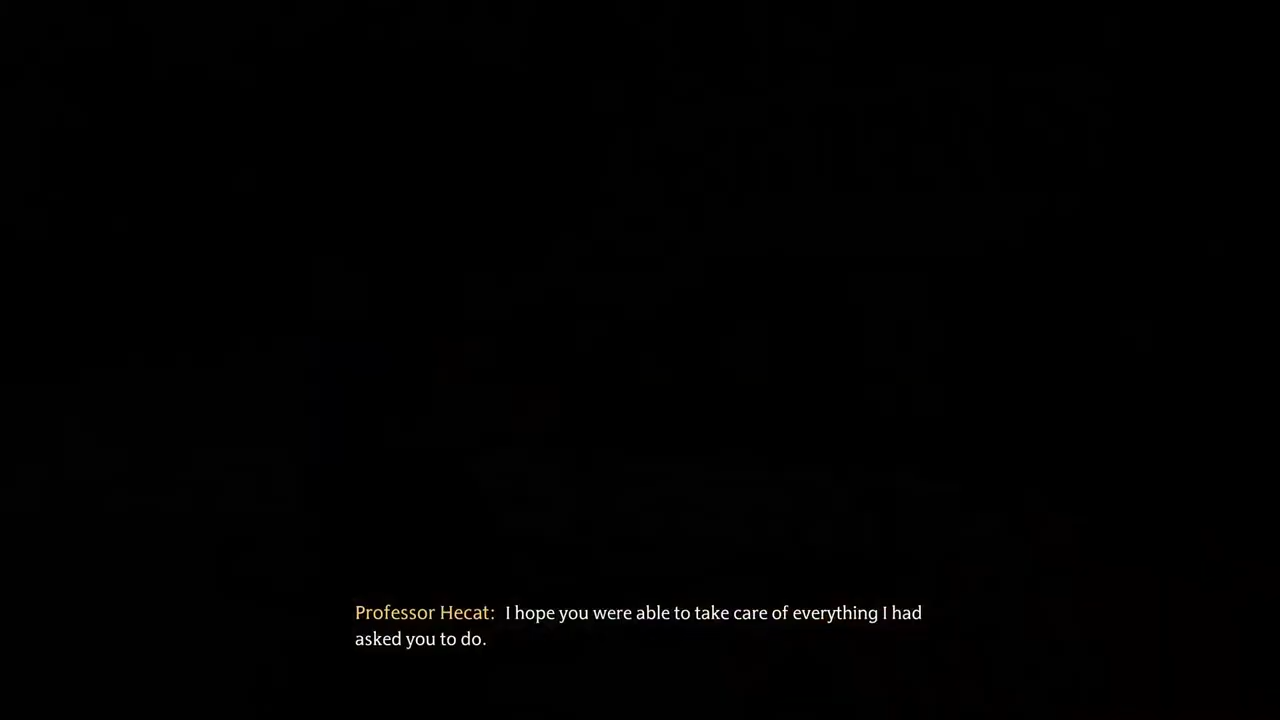 Professor Hecat: I hope you were able to take care of everything I had
asked you to do.